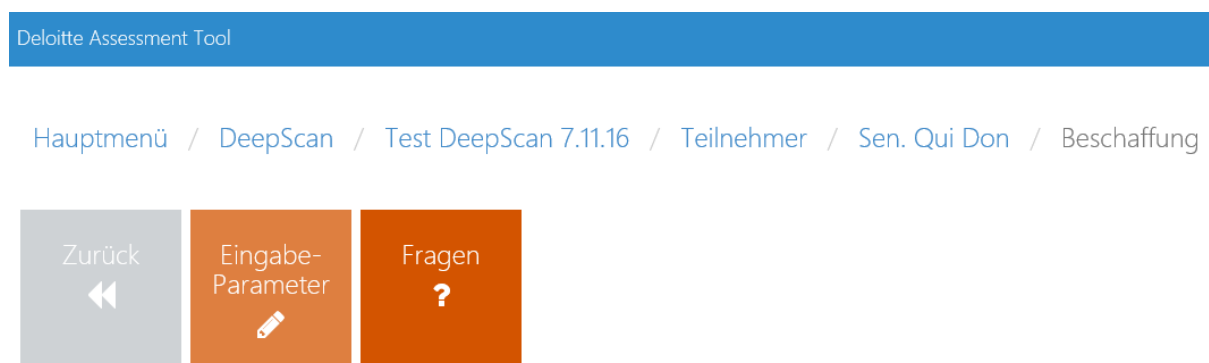 Deloitte Assessment Tool
Hauptmenü / DeepScan / Test DeepScan 7.11.16 / Teilnehmer / Sen. Qui Don / Beschaffung
Zurück
Eingabe-
Parameter
Fragen
?